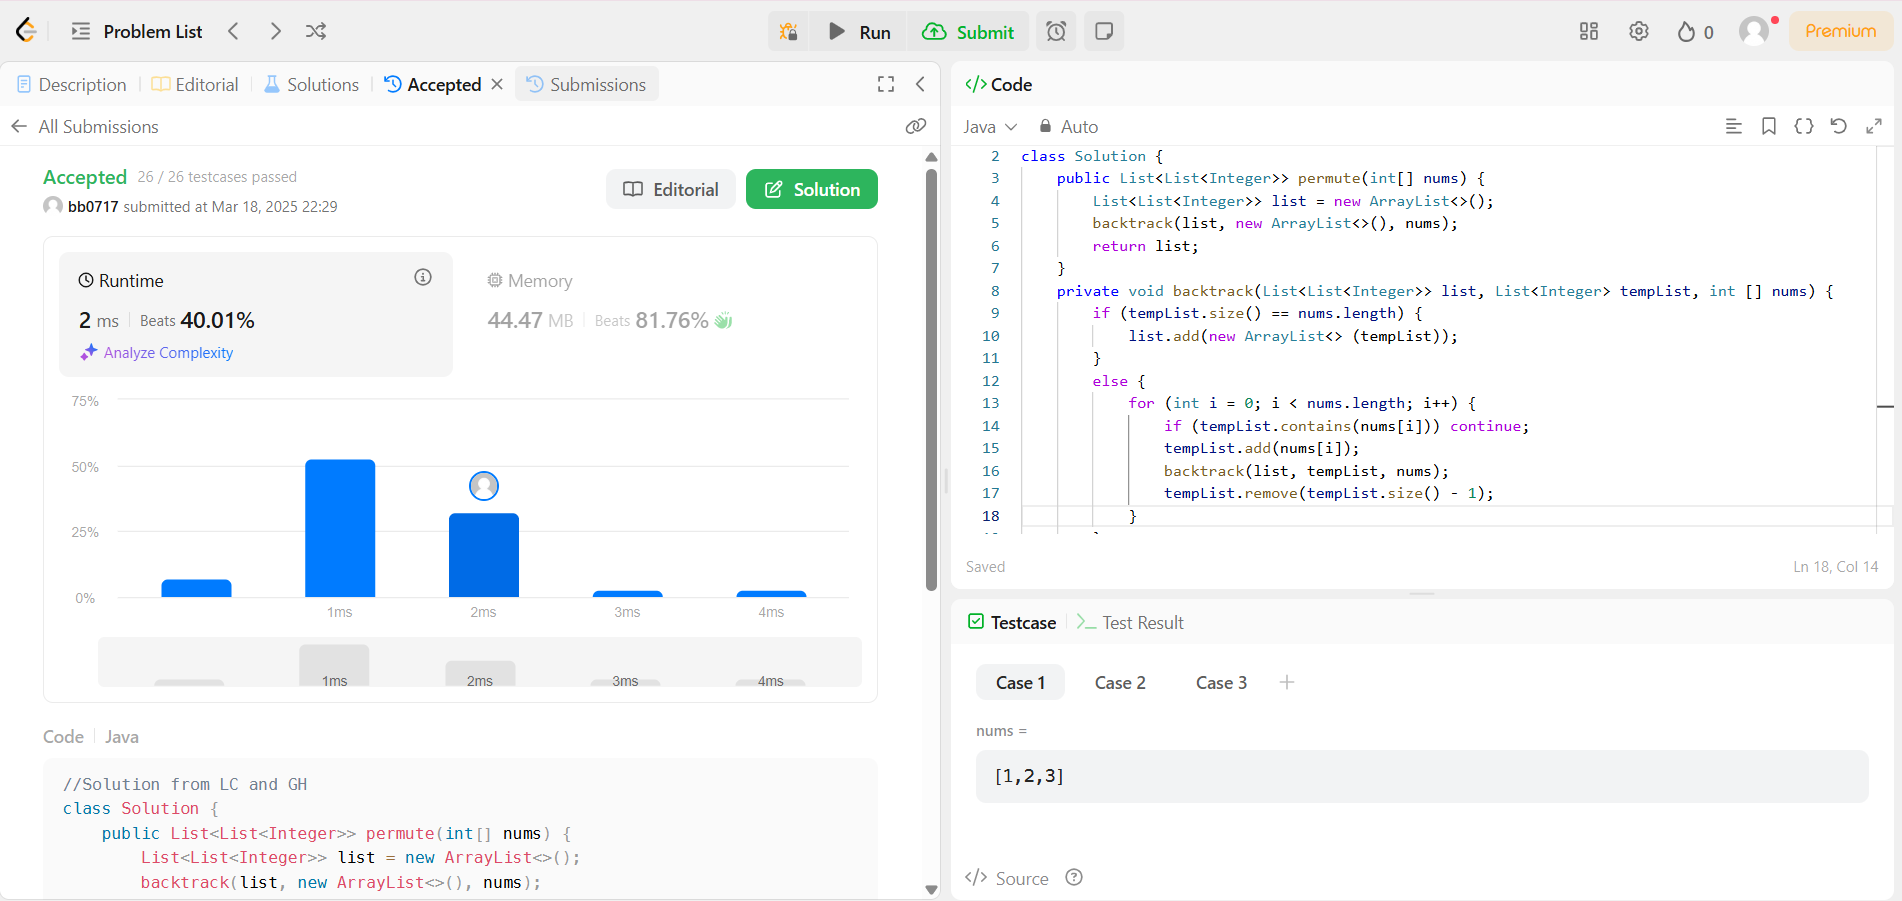 Problem List
Run
Submit
0
Premium
Description
Editorial
Solutions
Accepted
Submissions
All Submissions
Accepted 26 / 26 testcases passed
bb0717 submitted at Mar 18, 2025 22:29
Editorial
Solution
Runtime
2 ms Beats 40.01%
Analyze Complexity
Memory
44.47 MB Beats 81.76%
75%
50%
25%
0%
1ms
2ms
3ms
4ms
1ms
2ms
3ms
4ms
Code Java
//Solution from LC and GH
class Solution {
public List<List<Integer>> permute(int[] nums) {
List<List<Integer>> list = new ArrayList<>();
backtrack(list, new ArrayList<>(), nums);
</> Code
Java
Auto
2 class Solution {
3 public List<List<Integer>> permute(int[] nums) {
4 List<List<Integer>> list = new ArrayList<>();
5 backtrack(list, new ArrayList<>(), nums);
6 return list;
7 }
8 private void backtrack(List<List<Integer>> list, List<Integer> tempList, int [] nums) {
9 if (tempList.size() == nums.length) {
10 list.add(new ArrayList<> (tempList));
11 }
12 else {
13 for (int i = 0; i < nums.length; i++) {
14 if (tempList.contains(nums[i])) continue;
15 tempList.add(nums[i]);
16 backtrack(list, tempList, nums);
17 tempList.remove(tempList.size() - 1);
18 }
Saved
Ln 18, Col 14
Testcase
Test Result
Case 1
Case 2
Case 3
+
nums =
[1,2,3]
</> Source